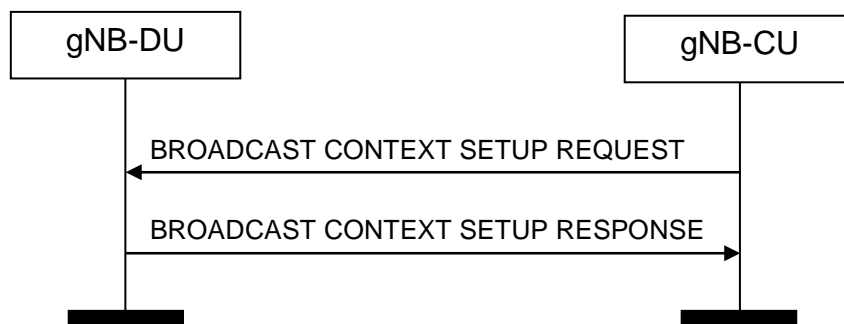 gNB-DU
gNB-CU
BROADCAST CONTEXT SETUP REQUEST
BROADCAST CONTEXT SETUP RESPONSE